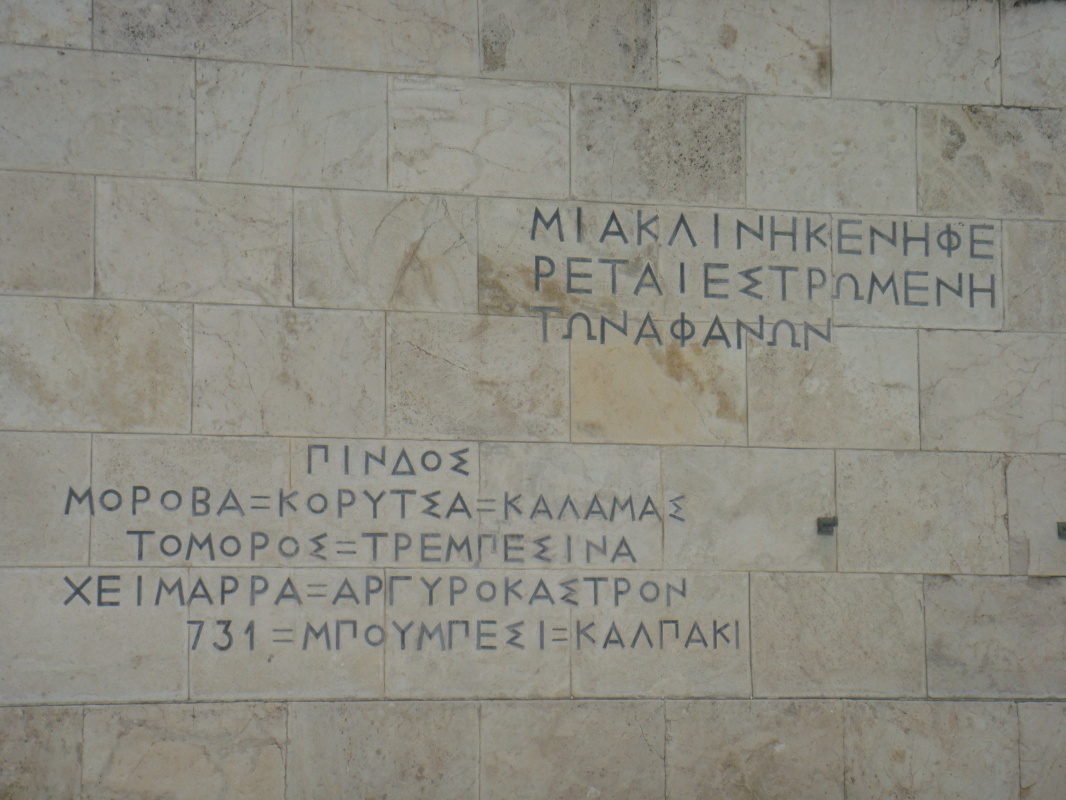 ΜΙΑΚΛΙΝΗΚΕΝΗΦΕ
ΡΕΤΑΙΕΣΤΡΩΜΕΝΗ
ΤΩΝΑΦΑΝΩΝ
ΠΙΝΔΟΣ
ΜΟΡΟΒΑ=ΚΟΡΥΤΣΑ=ΚΑΛΑΜΑΣ
ΤΟΜΟΡΟΣ=ΤΡΕΜΠΕΣΙΝΑ
ΧΕΙΜΑΡΡΑ=ΑΡΓΥΡΟΚΑΣΤΡΟΝ
731=ΜΠΟΥΜΠΕΣΙ=ΚΑΛΠΑΚΙ